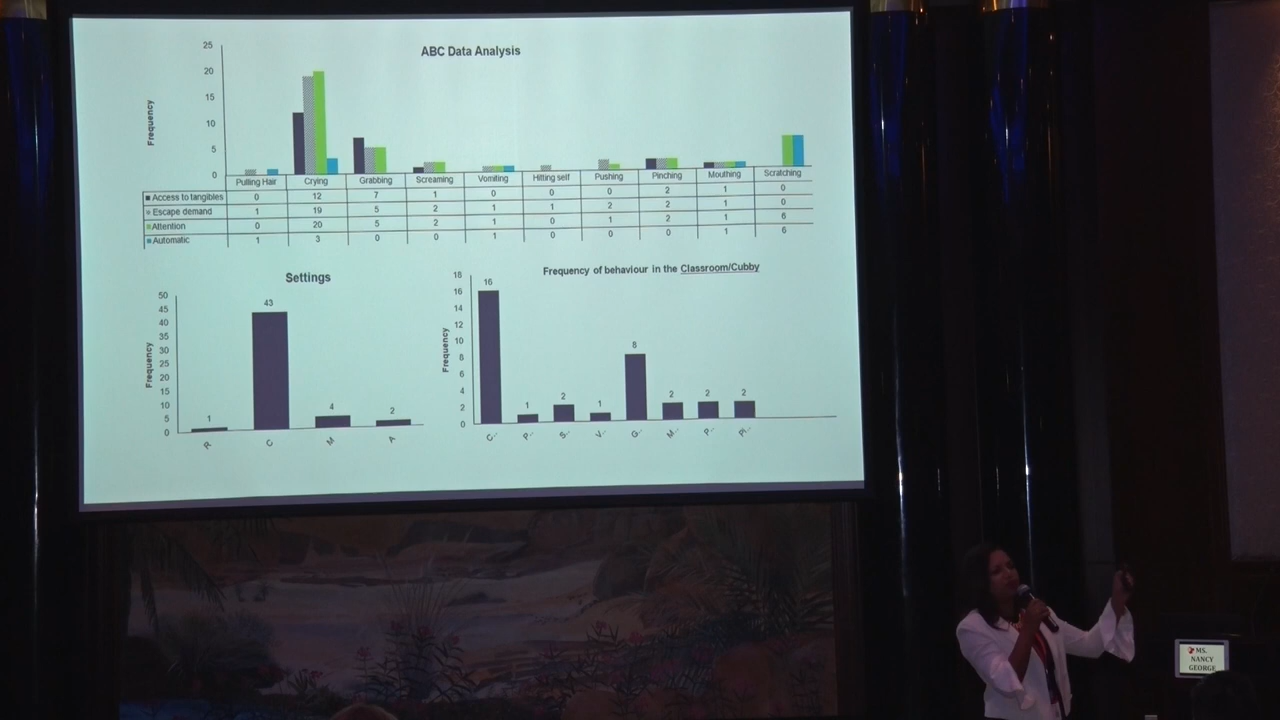 ABC Data Analysis
Frequency
25
20
15
10
5
0
Pulling Hair Crying Grabbing Screaming Vomiting Hitting self Pushing Pinching Mouthing Scratching
Access to tangibles 0 12 7 1 0 0 0 2 1 0
Escape demand 1 19 5 2 1 1 2 2 1 0
Attention 0 20 5 2 1 0 1 2 1 6
Automatic 1 3 0 0 1 0 0 0 1 6
Settings
Frequency
50
45
40
35
30
25
20
15
10
5
0
1 43 4 2
R C M A
Frequency of behaviour in the Classroom/Cubby
Frequency
18
16
14
12
10
8
6
4
2
0
16 1 2 1 8 2 2 2
C.. P.. S.. V.. G.. M.. P.. Pi..
MS.
NANCY
GEORGE